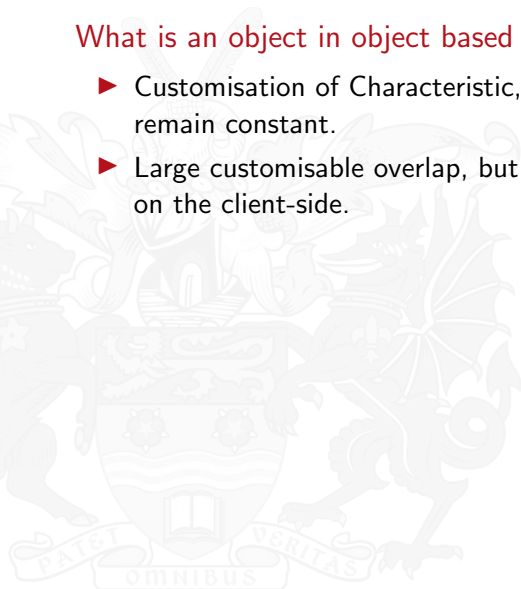 What is an object in object based
▶ Customisation of Characteristic,
remain constant.
▶ Large customisable overlap, but
on the client-side.
PATET
OMNIBUS
VERITAS